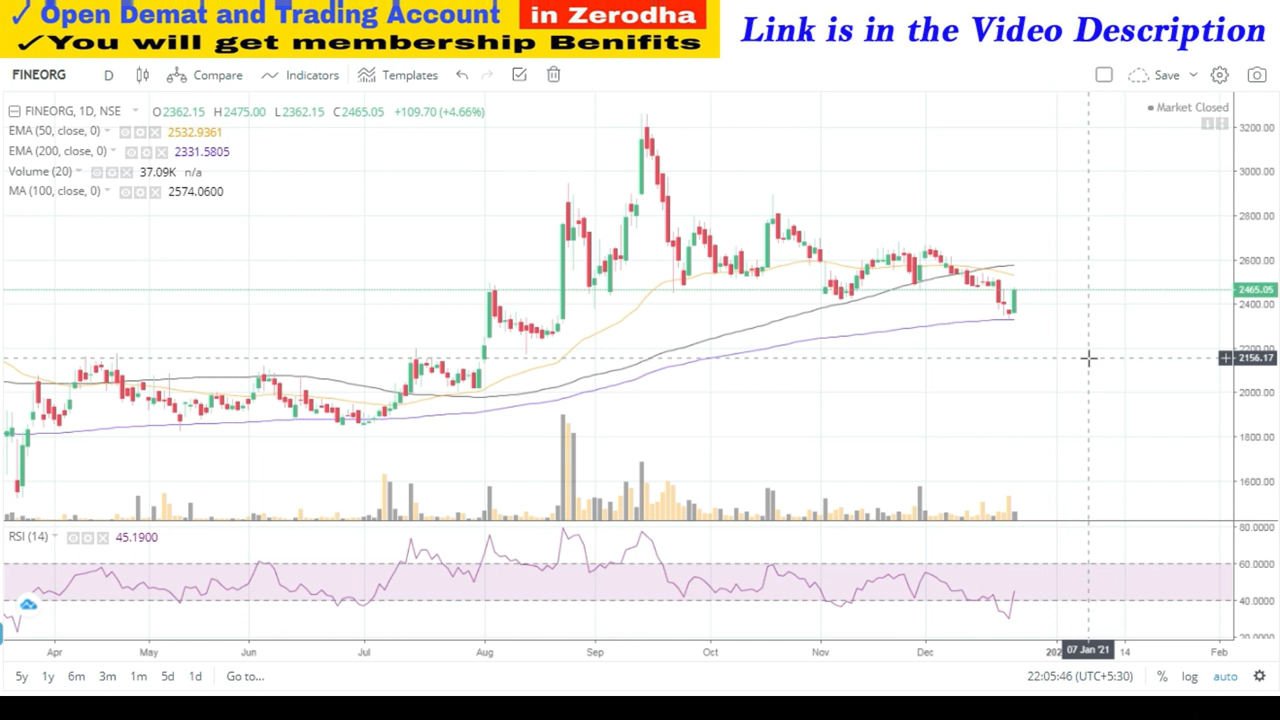 ✓ Open Demat and Trading Account in Zerodha
✓You will get membership Benifits
Link is in the Video Description
FINEORG D Compare Indicators Templates Save
FINEORG, 1D, NSE O2362.15 H2475.00 L2362.15 C2465.05 +109.70 (+4.66%)
Market Closed
EMA (50, close, 0) 2532.9361
EMA (200, close, 0) 2331.5805
Volume (20) 37.09K n/a
MA (100, close, 0) 2574.0600
3200.00
3000.00
2800.00
2600.00
2465.05
2400.00
2156.17
2000.00
1800.00
1600.00
RSI (14) 45.1900
80.0000
60.0000
40.0000
20.0000
Apr May Jun Jul Aug Sep Oct Nov Dec 07 Jan '21 14 Feb
5y 1y 6m 3m 1m 5d 1d Go to... 22:05:46 (UTC+5:30) % log auto